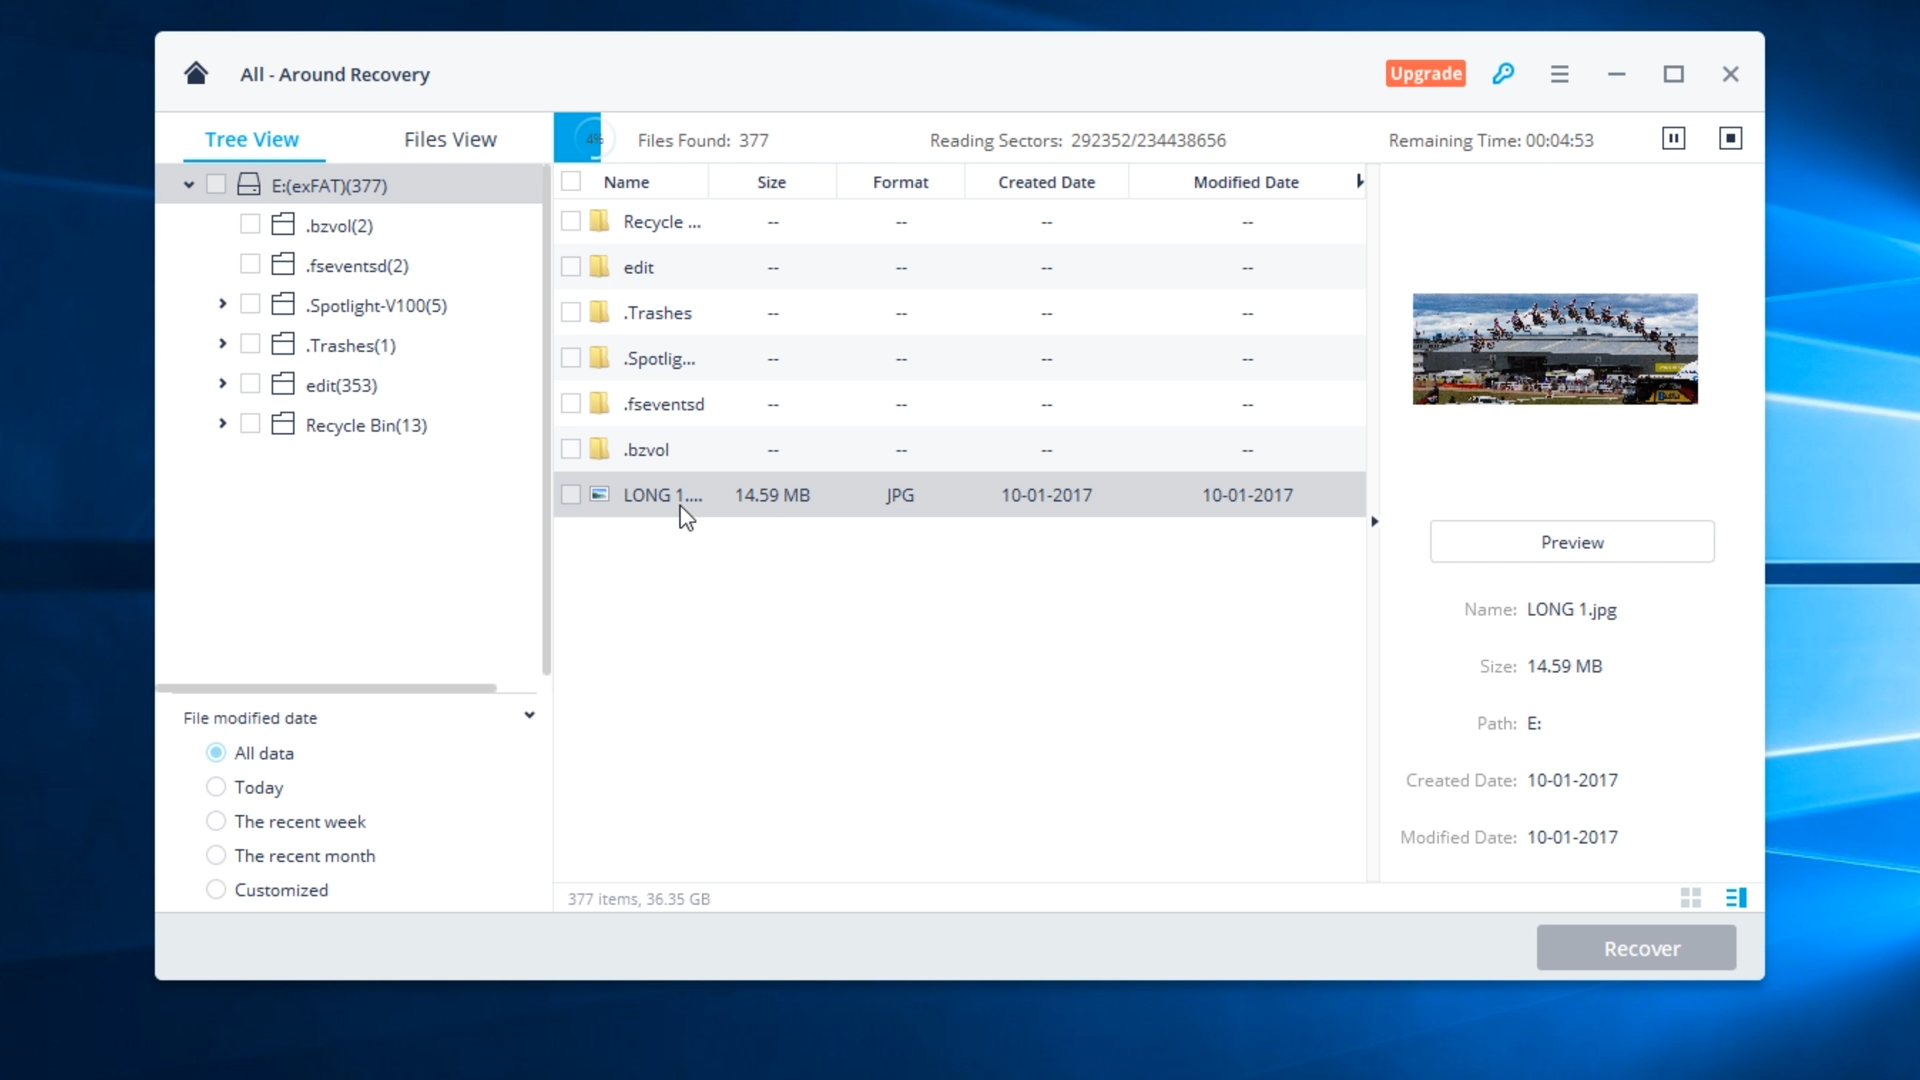 All - Around Recovery
Upgrade
Tree View Files View
4% Files Found: 377 Reading Sectors: 292352/234438656 Remaining Time: 00:04:53
E:(exFAT)(377)
.bzvol(2)
.fseventsd(2)
.Spotlight-V100(5)
.Trashes(1)
edit(353)
Recycle Bin(13)
File modified date
All data
Today
The recent week
The recent month
Customized
Name Size Format Created Date Modified Date
Recycle ... -- -- -- --
edit -- -- -- --
.Trashes -- -- -- --
.Spotlig... -- -- -- --
.fseventsd -- -- -- --
.bzvol -- -- -- --
LONG 1.... 14.59 MB JPG 10-01-2017 10-01-2017
377 items, 36.35 GB
Preview
Name: LONG 1.jpg
Size: 14.59 MB
Path: E:
Created Date: 10-01-2017
Modified Date: 10-01-2017
Recover